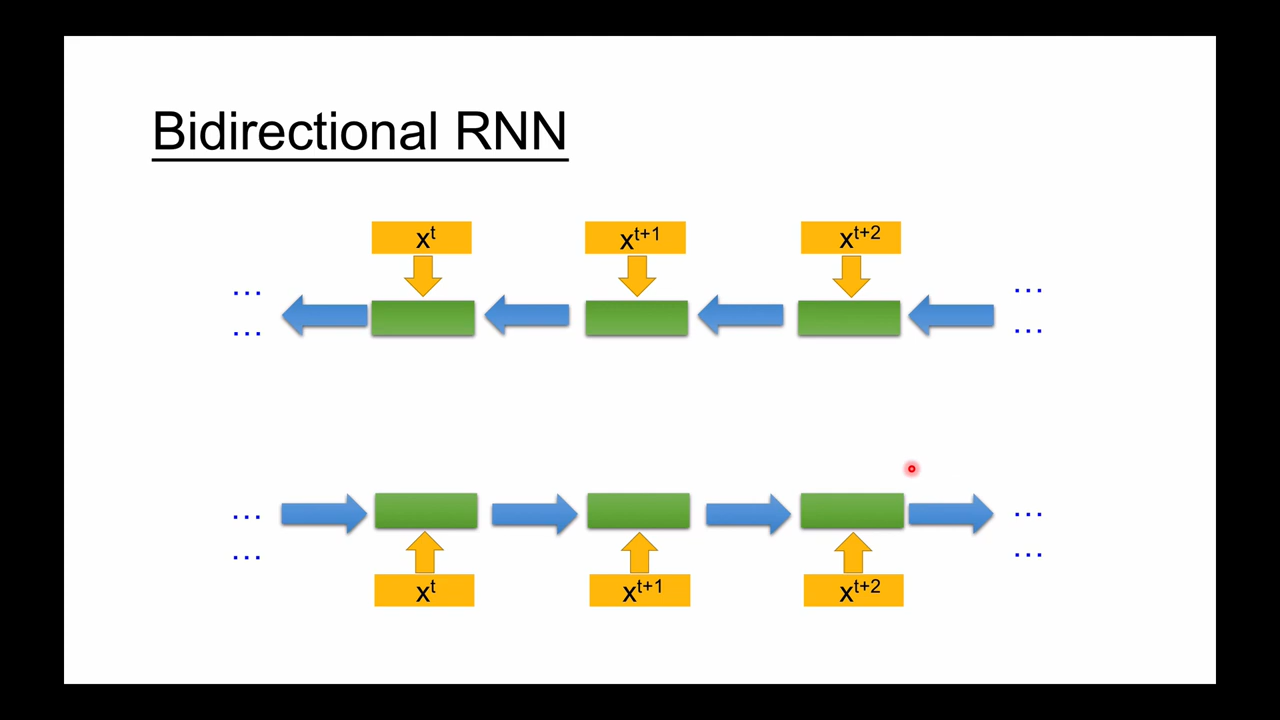 Bidirectional RNN
xᵗ xᵗ⁺¹ xᵗ⁺²
... ...
... ...
... ...
... ...
xᵗ xᵗ⁺¹ xᵗ⁺²